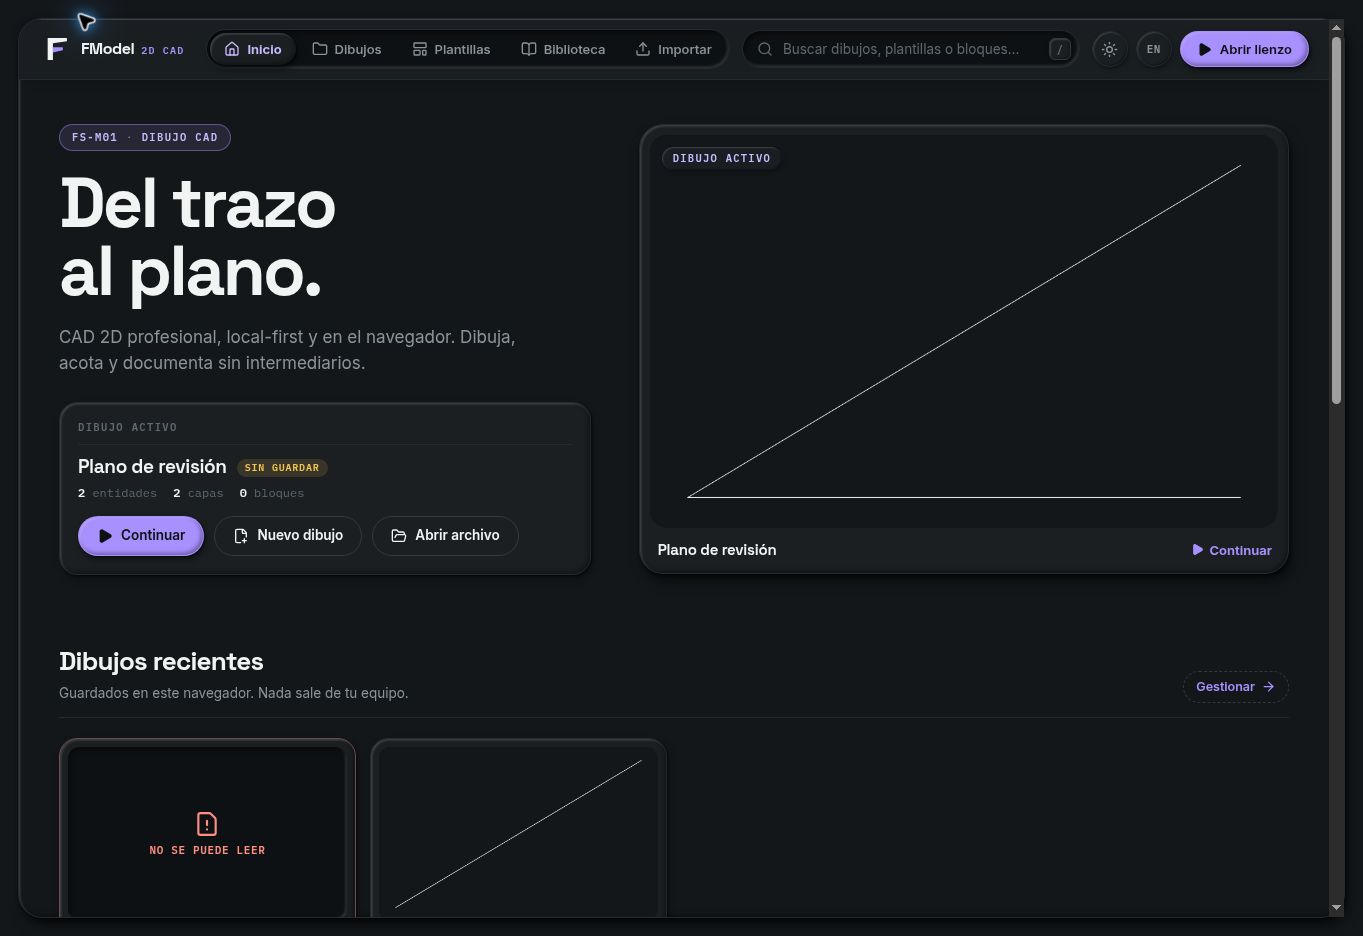 FModel 2D CAD
Inicio
Dibujos
Plantillas
Biblioteca
Importar
Buscar dibujos, plantillas o bloques...
/
EN
Abrir lienzo
FS-M01 · DIBUJO CAD
Del trazo
al plano.
CAD 2D profesional, local-first y en el navegador. Dibuja,
acota y documenta sin intermediarios.
DIBUJO ACTIVO
Plano de revisión SIN GUARDAR
2 entidades 2 capas 0 bloques
Continuar
Nuevo dibujo
Abrir archivo
DIBUJO ACTIVO
Plano de revisión
Continuar
Dibujos recientes
Guardados en este navegador. Nada sale de tu equipo.
Gestionar
NO SE PUEDE LEER